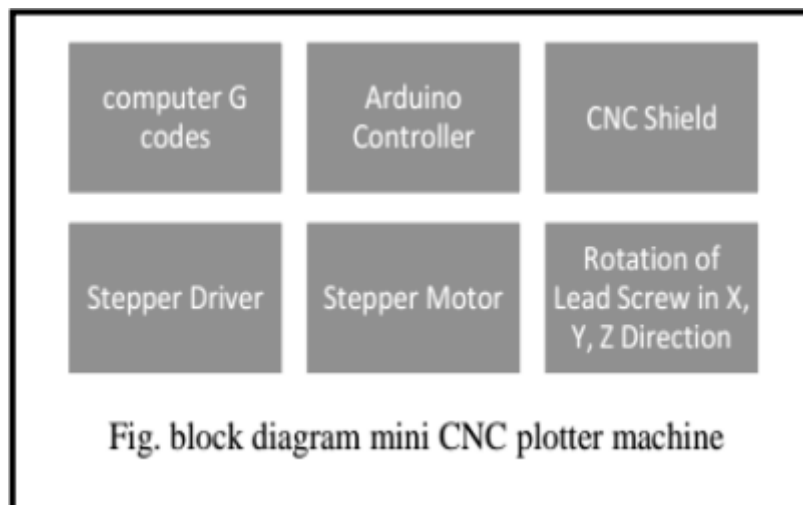 computer G
codes
Arduino
Controller
CNC Shield
Stepper Driver
Stepper Motor
Rotation of
Lead Screw in X,
Y, Z Direction
Fig. block diagram mini CNC plotter machine